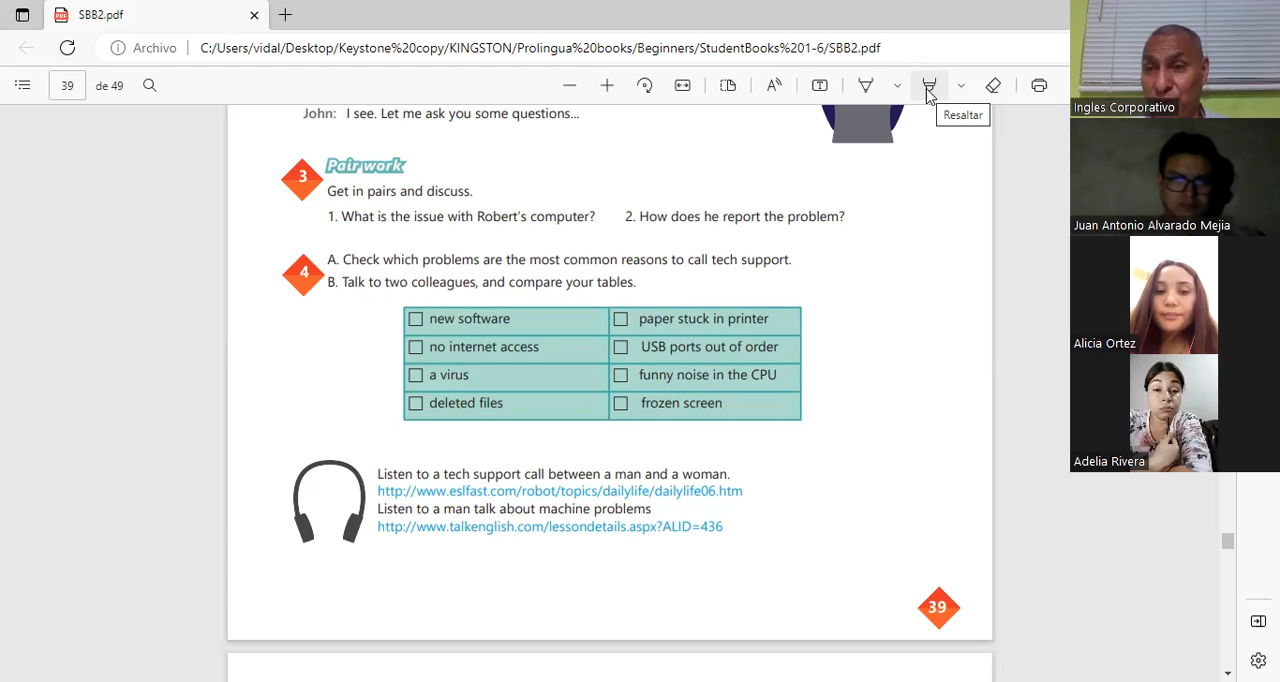 SBB2.pdf
Archivo
C:/Users/vidal/Desktop/Keystone%20copy/KINGSTON/Prolingua%20books/Beginners/StudentBooks%201-6/SBB2.pdf
39 de 49
Resaltar
John: I see. Let me ask you some questions...
3 Pair work
Get in pairs and discuss.
1. What is the issue with Robert's computer? 2. How does he report the problem?
4 A. Check which problems are the most common reasons to call tech support.
B. Talk to two colleagues, and compare your tables.
new software paper stuck in printer
no internet access USB ports out of order
a virus funny noise in the CPU
deleted files frozen screen
Listen to a tech support call between a man and a woman.
http://www.eslfast.com/robot/topics/dailylife/dailylife06.htm
Listen to a man talk about machine problems
http://www.talkenglish.com/lessondetails.aspx?ALID=436
39
Ingles Corporativo
Juan Antonio Alvarado Mejia
Alicia Ortez
Adelia Rivera